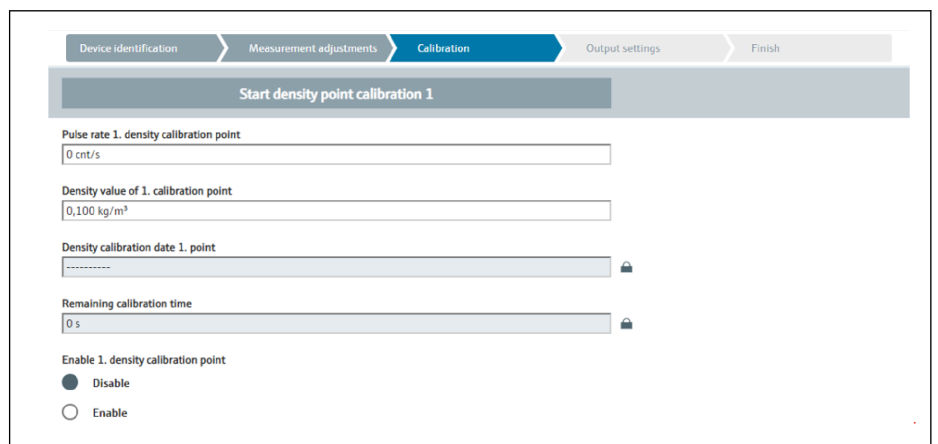 Device identification Measurement adjustments Calibration Output settings Finish
Start density point calibration 1
Pulse rate 1. density calibration point
0 cnt/s
Density value of 1. calibration point
0,100 kg/m³
Density calibration date 1. point
----------
Remaining calibration time
0 s
Enable 1. density calibration point
Disable
Enable